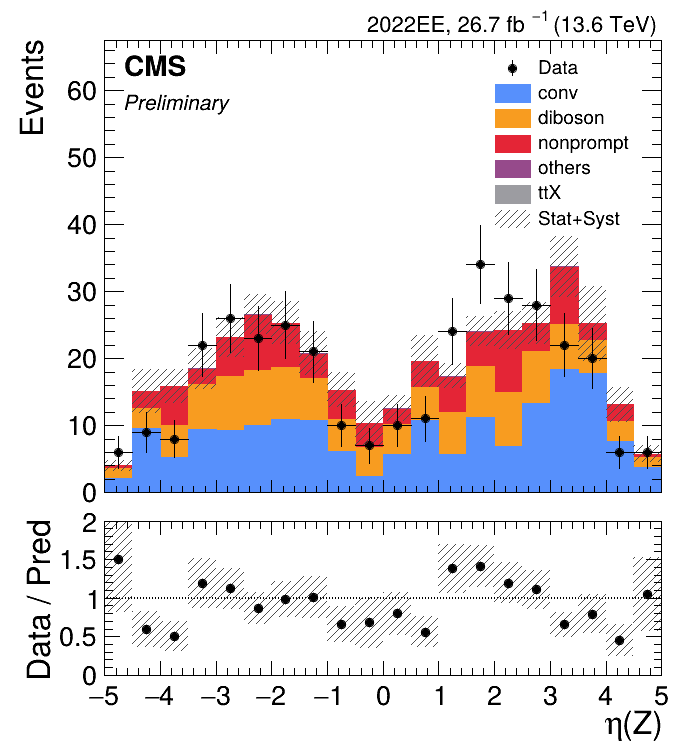 2022EE, 26.7 fb⁻¹ (13.6 TeV)
Events
CMS
Preliminary
Data
conv
diboson
nonprompt
others
ttX
Stat+Syst
60
50
40
30
20
10
0
Data / Pred
2
1.5
1
0.5
0
−5 −4 −3 −2 −1 0 1 2 3 4 5
η(Z)